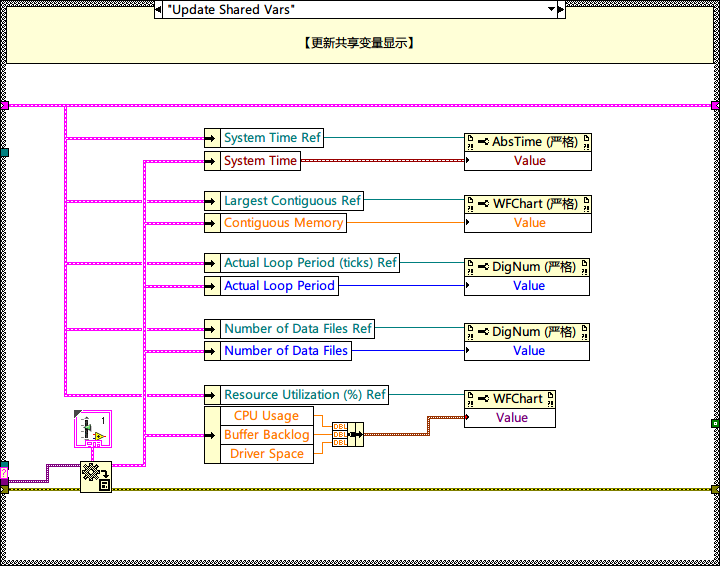 "Update Shared Vars"
【更新共享变量显示】
System Time Ref
AbsTime (严格)
System Time
Value
Largest Contiguous Ref
WFChart (严格)
Contiguous Memory
Value
Actual Loop Period (ticks) Ref
DigNum (严格)
Actual Loop Period
Value
Number of Data Files Ref
DigNum (严格)
Number of Data Files
Value
Resource Utilization (%) Ref
WFChart
CPU Usage
Value
1
DBL
Buffer Backlog
DBL
Driver Space
DBL
?